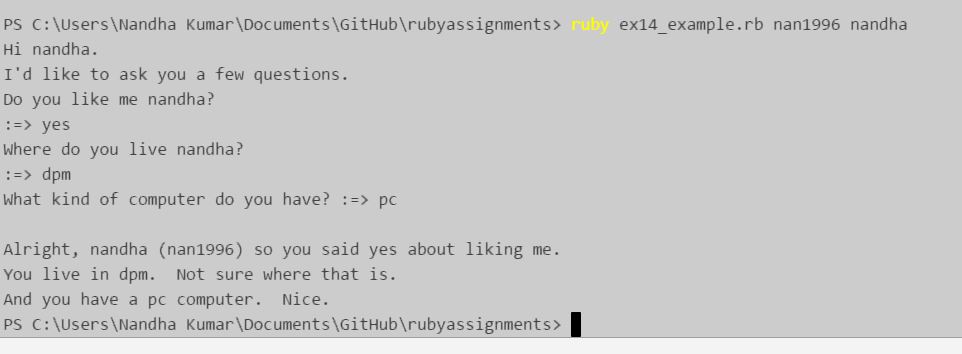 PS C:\Users\Nandha Kumar\Documents\GitHub\rubyassignments> ruby ex14_example.rb nan1996 nandha
Hi nandha.
I'd like to ask you a few questions.
Do you like me nandha?
:=> yes
Where do you live nandha?
:=> dpm
What kind of computer do you have? :=> pc

Alright, nandha (nan1996) so you said yes about liking me.
You live in dpm.  Not sure where that is.
And you have a pc computer.  Nice.
PS C:\Users\Nandha Kumar\Documents\GitHub\rubyassignments>